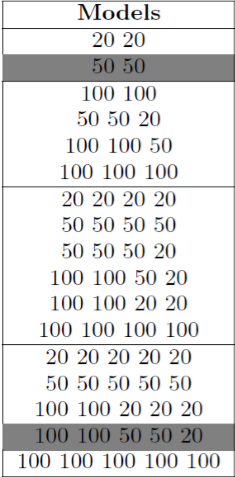 Models
20 20
50 50
100 100
50 50 20
100 100 50
100 100 100
20 20 20 20
50 50 50 50
50 50 50 20
100 100 50 20
100 100 20 20
100 100 100 100
20 20 20 20 20
50 50 50 50 50
100 100 20 20 20
100 100 50 50 20
100 100 100 100 100